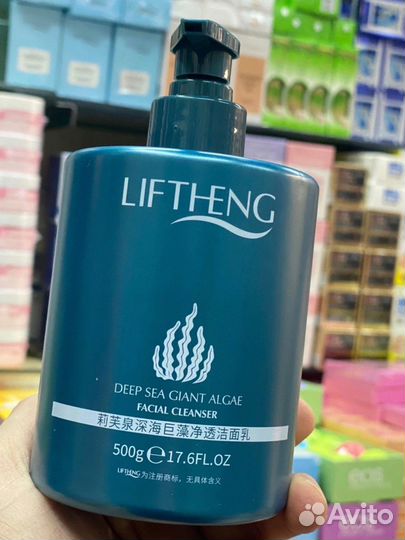 LIFTHENG
DEEP SEA GIANT ALGAE
FACIAL CLEANSER
莉芙泉深海巨藻净透洁面乳
500g℮17.6FL.OZ
LIFTHENG为注册商标，无具体含义
Avito